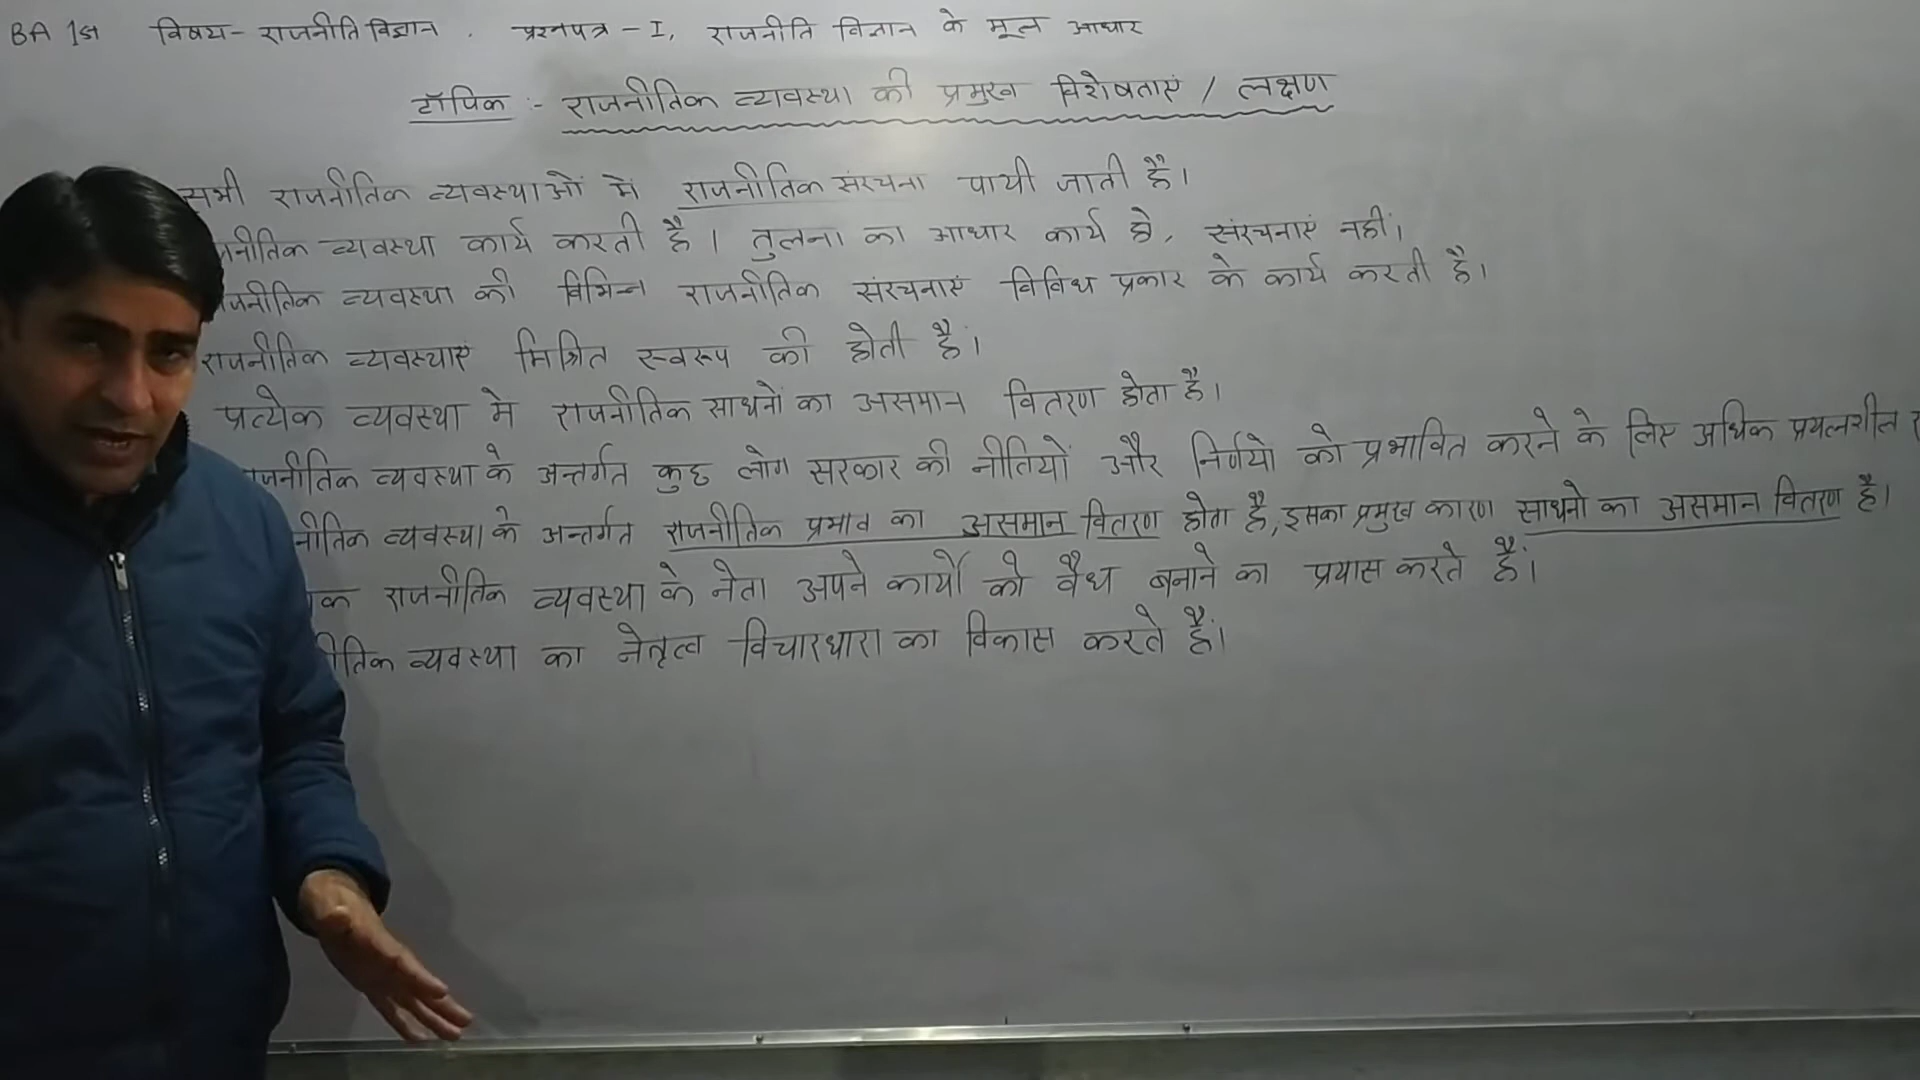 BA 1st विषय - राजनीति विज्ञान . प्रश्नपत्र - I, राजनीति विज्ञान के मूल आधार
टॉपिक :- राजनीतिक व्यवस्था की प्रमुख विशेषताएं / लक्षण
सभी राजनीतिक व्यवस्थाओं में राजनीतिक संरचना पायी जाती हैं।
व्यवस्था कार्य करती है। तुलना का आधार कार्य हो, संरचनाएं नहीं।
व्यवस्था की विभिन्न राजनीतिक संरचनाएं विविध प्रकार के कार्य करती है।
राजनीतिक व्यवस्थाएं मिश्रित स्वरूप की होती हैं।
प्रत्येक व्यवस्था मे राजनीतिक साधनों का असमान वितरण होता है।
व्यवस्था के अन्तर्गत कुछ लोग सरकार की नीतियों और निर्णयो को प्रभावित करने के लिए अधिक प्रयत्नशील
व्यवस्था के अन्तर्गत राजनीतिक प्रभाव का असमान वितरण होता है, इसका प्रमुख कारण साधनो का असमान वितरण है।
राजनीतिक व्यवस्था के नेता अपने कार्यों को वैध बनाने का प्रयास करते हैं।
व्यवस्था का नेतृत्व विचारधारा का विकास करते हैं।